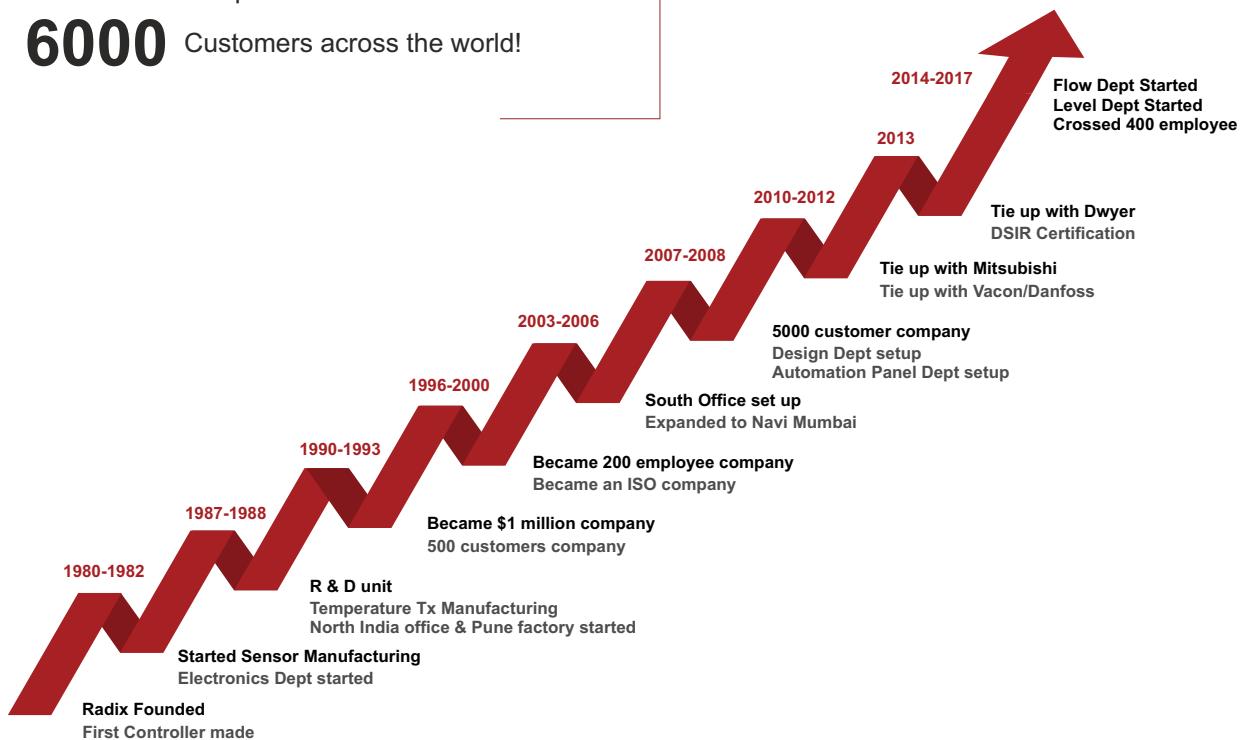 6000 Customers across the world!
2014-2017
Flow Dept Started
Level Dept Started
Crossed 400 employee
2013
Tie up with Dwyer
DSIR Certification
2010-2012
Tie up with Mitsubishi
Tie up with Vacon/Danfoss
2007-2008
5000 customer company
Design Dept setup
Automation Panel Dept setup
2003-2006
South Office set up
Expanded to Navi Mumbai
1996-2000
Became 200 employee company
Became an ISO company
1990-1993
Became $1 million company
500 customers company
1987-1988
R & D unit
Temperature Tx Manufacturing
North India office & Pune factory started
1980-1982
Started Sensor Manufacturing
Electronics Dept started
Radix Founded
First Controller made